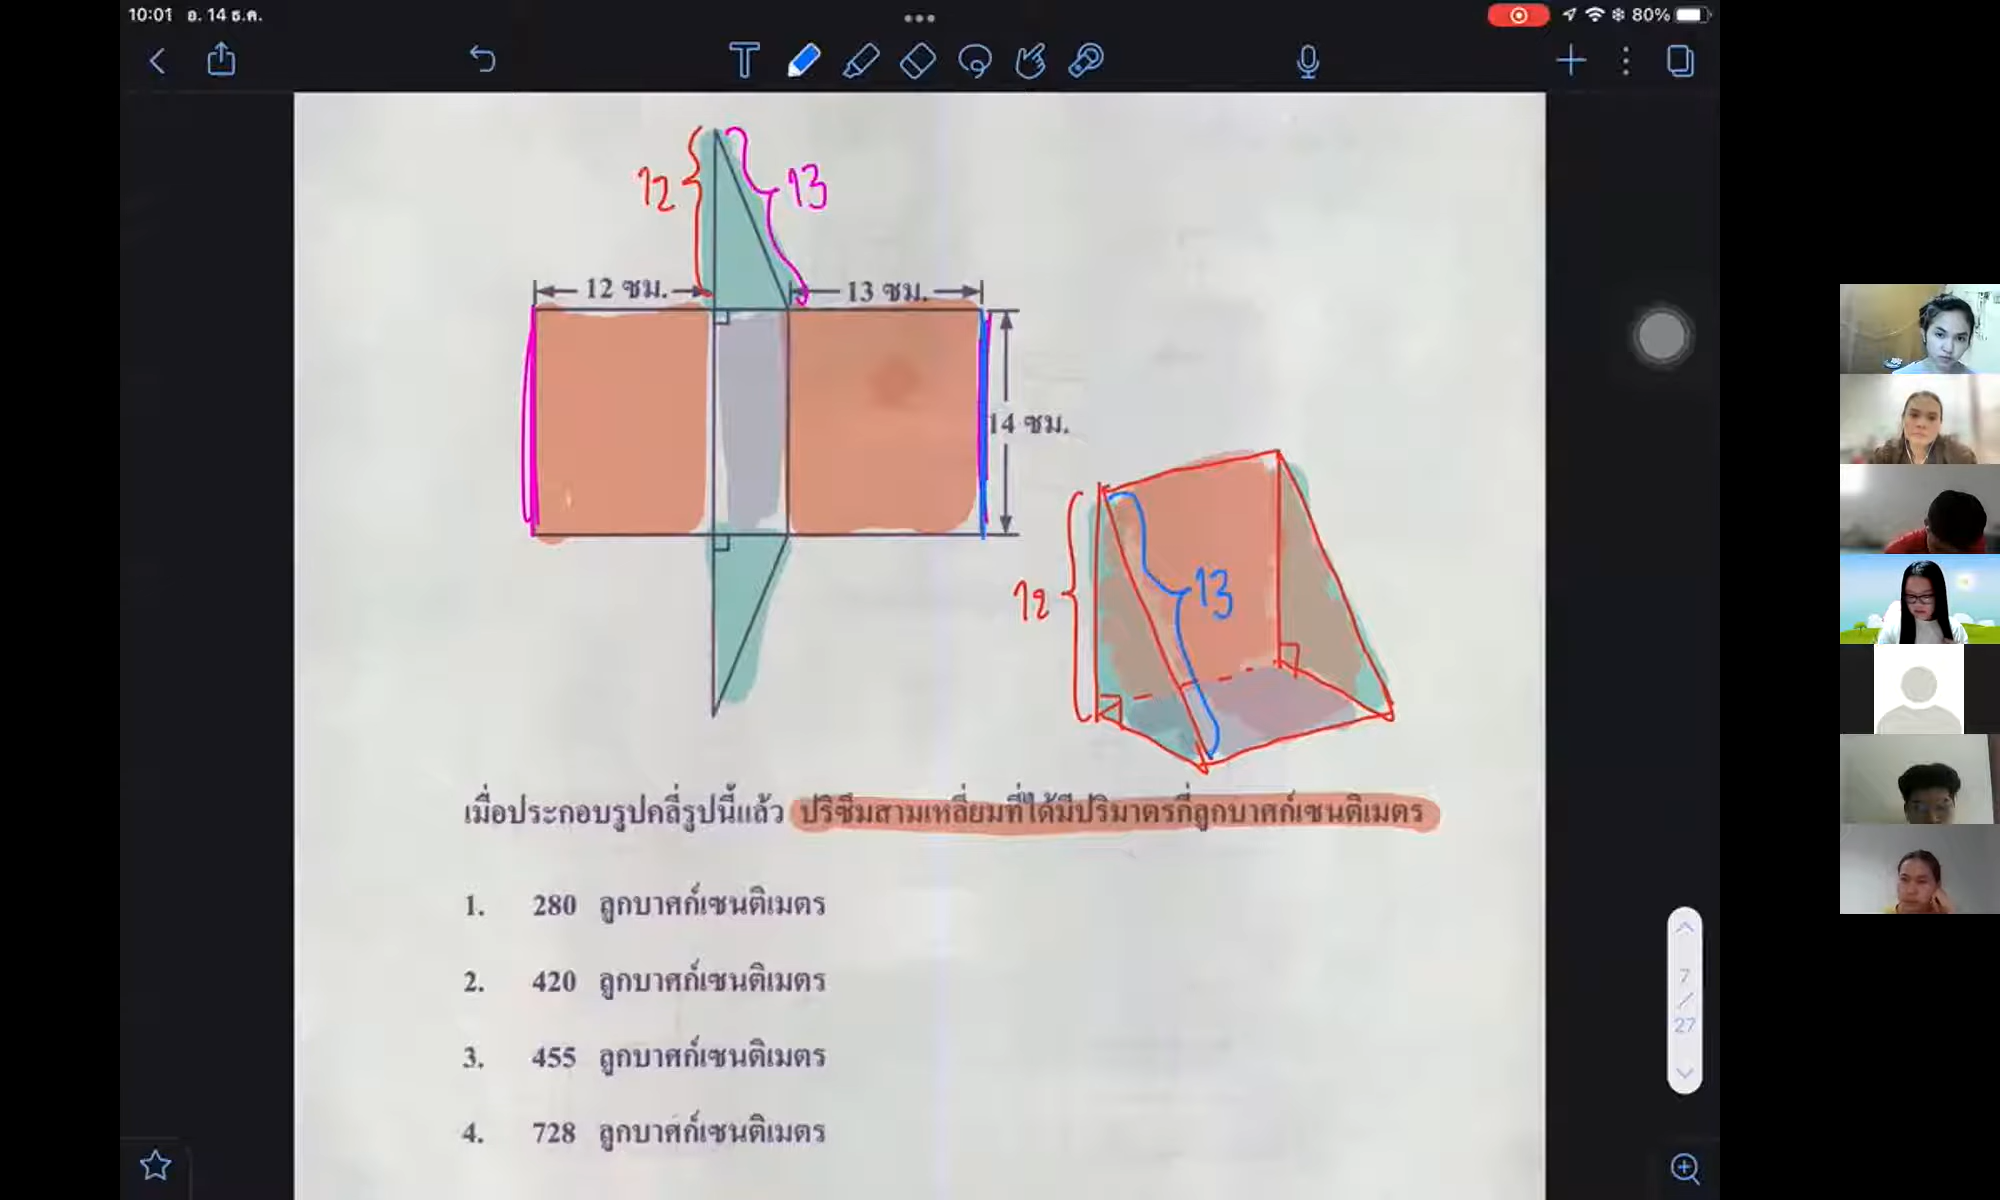 10:01 อ. 14 ธ.ค.
80%
12
13
12 ซม.
13 ซม.
14 ซม.
12
13
เมื่อประกอบรูปคลี่รูปนี้แล้ว ปริซึมสามเหลี่ยมที่ได้มีปริมาตรกี่ลูกบาศก์เซนติเมตร
1. 280 ลูกบาศก์เซนติเมตร
2. 420 ลูกบาศก์เซนติเมตร
3. 455 ลูกบาศก์เซนติเมตร
4. 728 ลูกบาศก์เซนติเมตร
7
/
27